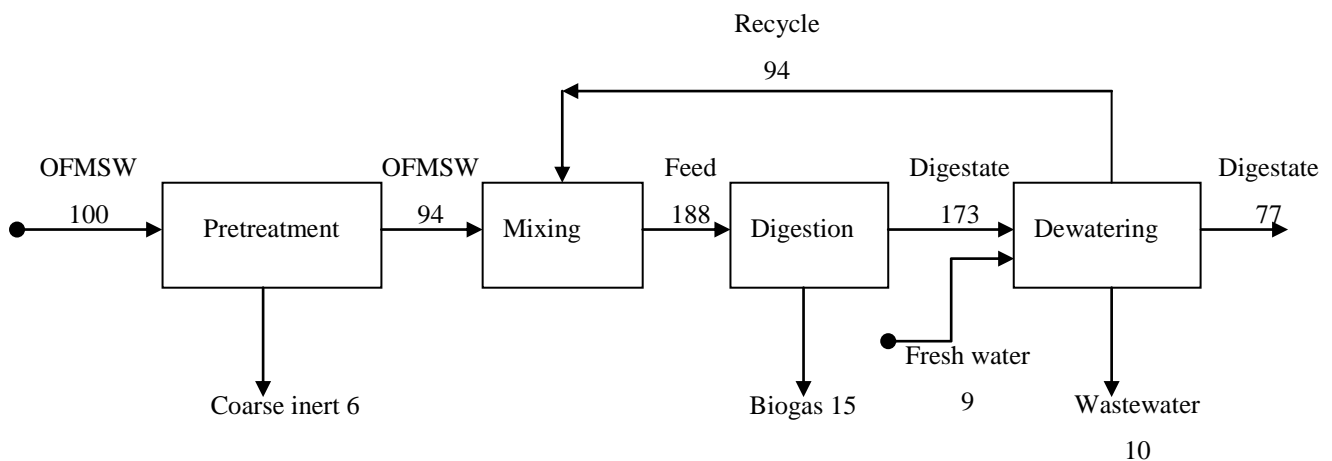 Recycle
94
OFMSW
OFMSW
Feed
Digestate
Digestate
100
Pretreatment
94
Mixing
188
Digestion
173
Dewatering
77
Fresh water
Coarse inert 6
Biogas 15
9
Wastewater
10